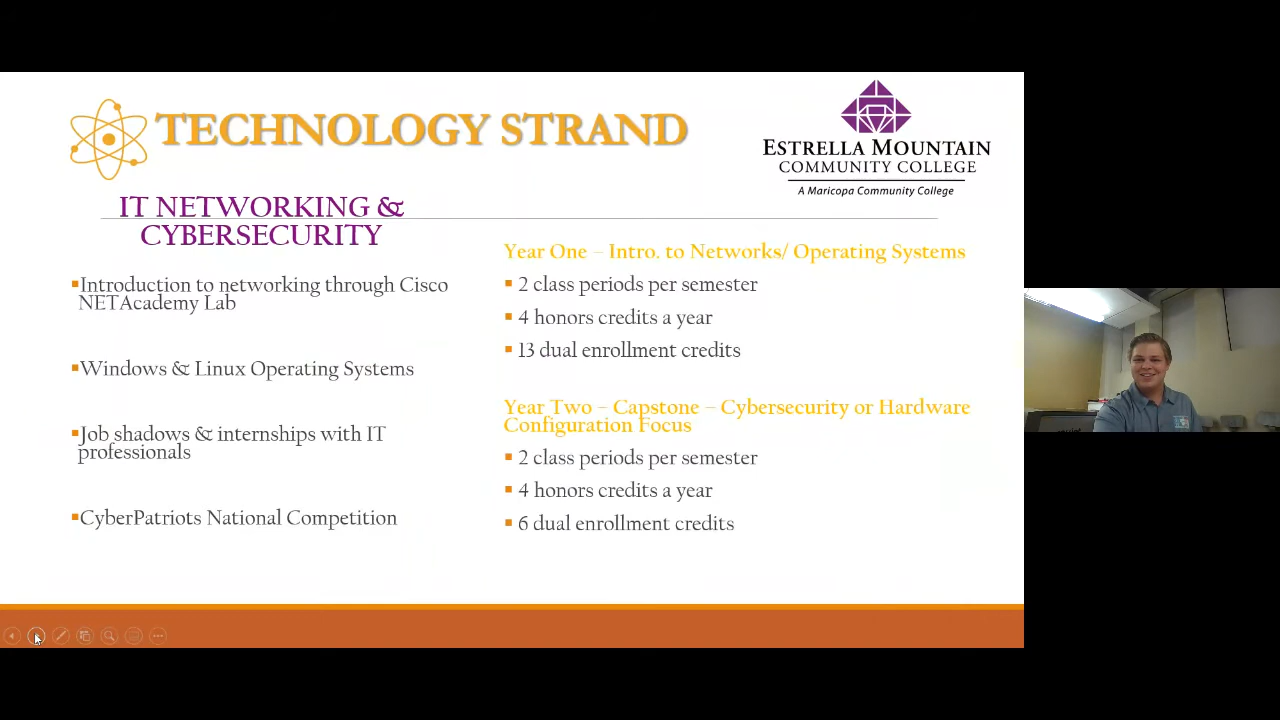 TECHNOLOGY STRAND
ESTRELLA MOUNTAIN
COMMUNITY COLLEGE
A Maricopa Community College
IT NETWORKING &
CYBERSECURITY
▪Introduction to networking through Cisco
NETAcademy Lab
▪Windows & Linux Operating Systems
▪Job shadows & internships with IT
professionals
▪CyberPatriots National Competition
Year One – Intro. to Networks/ Operating Systems
▪ 2 class periods per semester
▪ 4 honors credits a year
▪ 13 dual enrollment credits
Year Two – Capstone – Cybersecurity or Hardware
Configuration Focus
▪ 2 class periods per semester
▪ 4 honors credits a year
▪ 6 dual enrollment credits